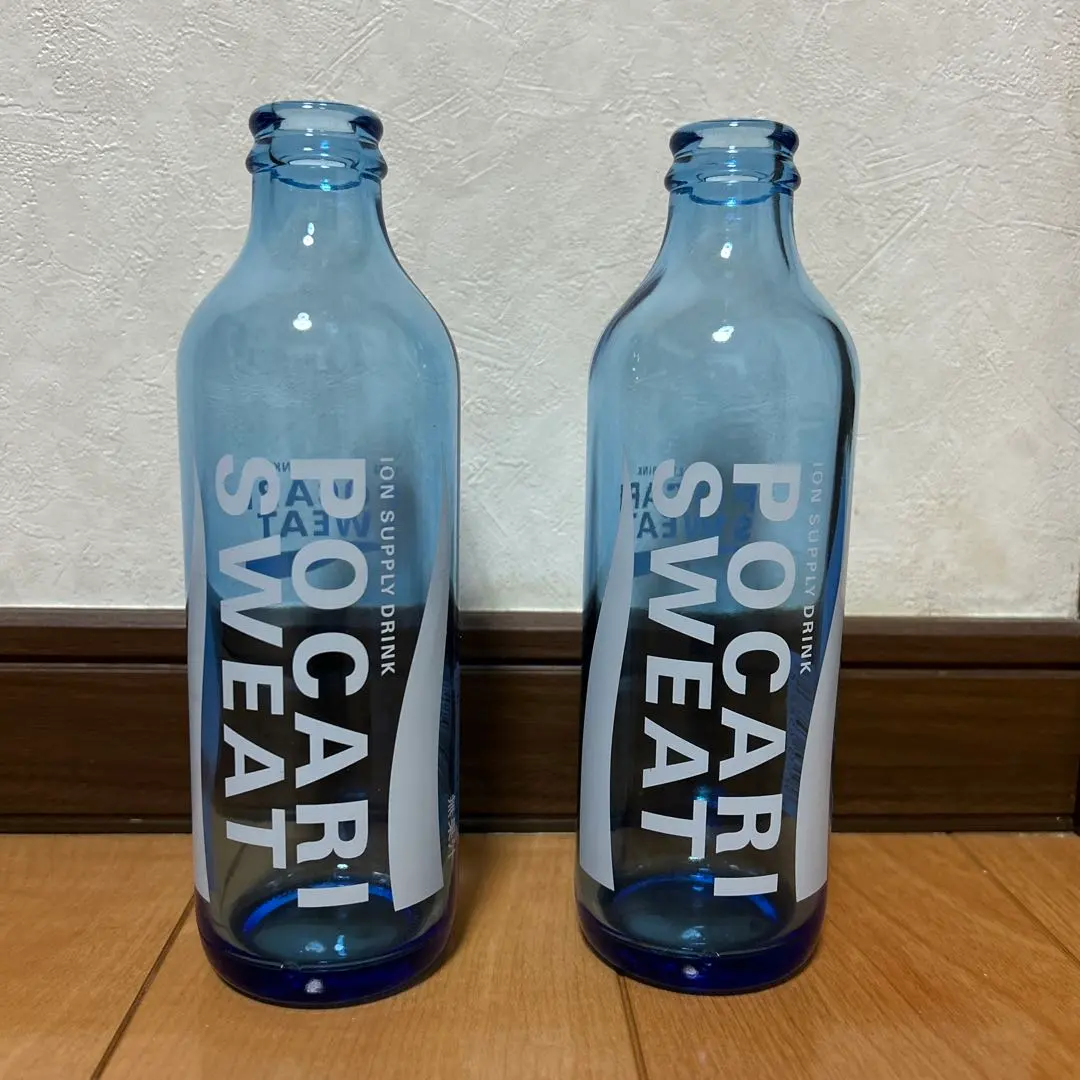 ION SUPPLY DRINK
POCARI
SWEAT
ION SUPPLY DRINK
POCARI
SWEAT